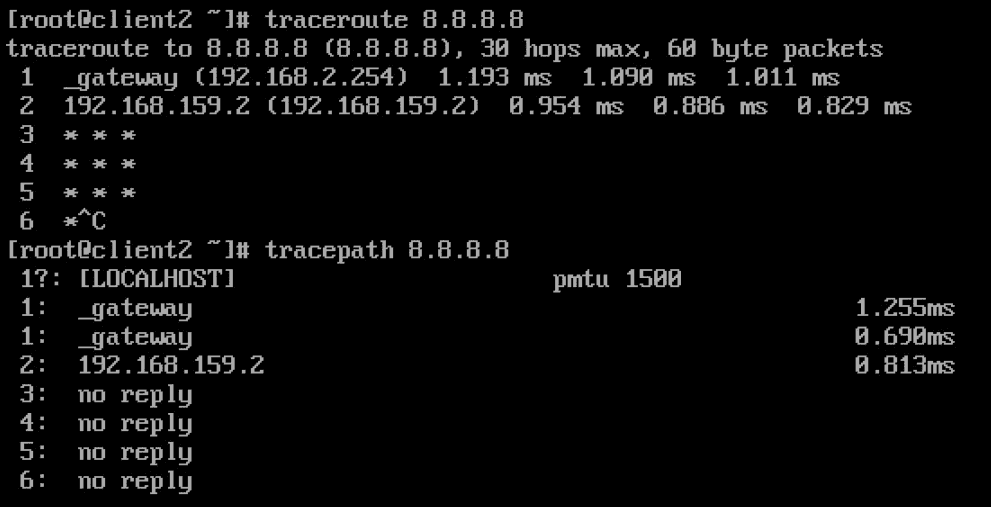 [root@client2 ~]# traceroute 8.8.8.8
traceroute to 8.8.8.8 (8.8.8.8), 30 hops max, 60 byte packets
 1  _gateway (192.168.2.254)  1.193 ms  1.090 ms  1.011 ms
 2  192.168.159.2 (192.168.159.2)  0.954 ms  0.886 ms  0.829 ms
 3  * * *
 4  * * *
 5  * * *
 6  *^C
[root@client2 ~]# tracepath 8.8.8.8
 1?: [LOCALHOST]                      pmtu 1500
 1:  _gateway                                              1.255ms
 1:  _gateway                                              0.690ms
 2:  192.168.159.2                                         0.813ms
 3:  no reply
 4:  no reply
 5:  no reply
 6:  no reply